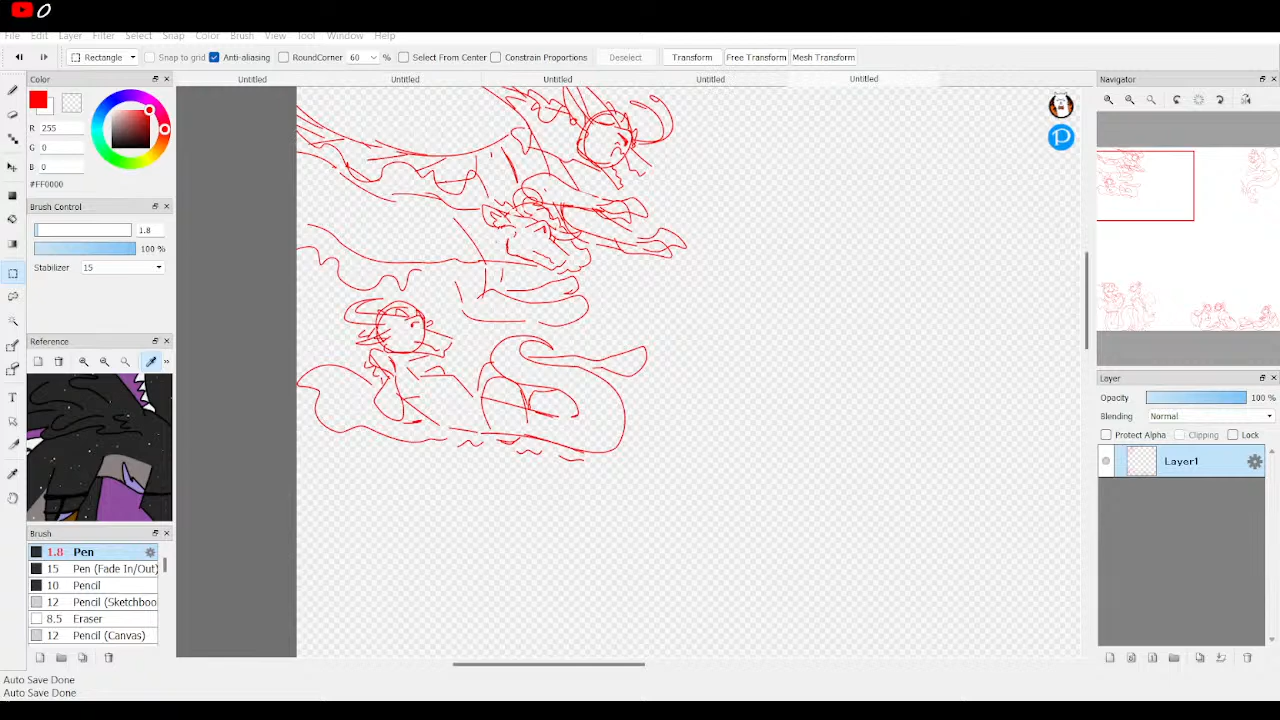 0
File Edit Layer Filter Select Snap Color Brush View Tool Window Help
Rectangle Snap to grid Anti-aliasing RoundCorner 60 % Select From Center Constrain Proportions Deselect Transform Free Transform Mesh Transform
Color Untitled Untitled Untitled Untitled Untitled Navigator
R 255
G 0
B 0
#FF0000
Brush Control
1.8
100 %
Stabilizer 15
Reference
»
Layer
Opacity 100 %
Blending Normal
Protect Alpha Clipping Lock
Layer1
Brush
1.8 Pen
15 Pen (Fade In/Out)
10 Pencil
12 Pencil (Sketchboo
8.5 Eraser
12 Pencil (Canvas)
Auto Save Done
Auto Save Done